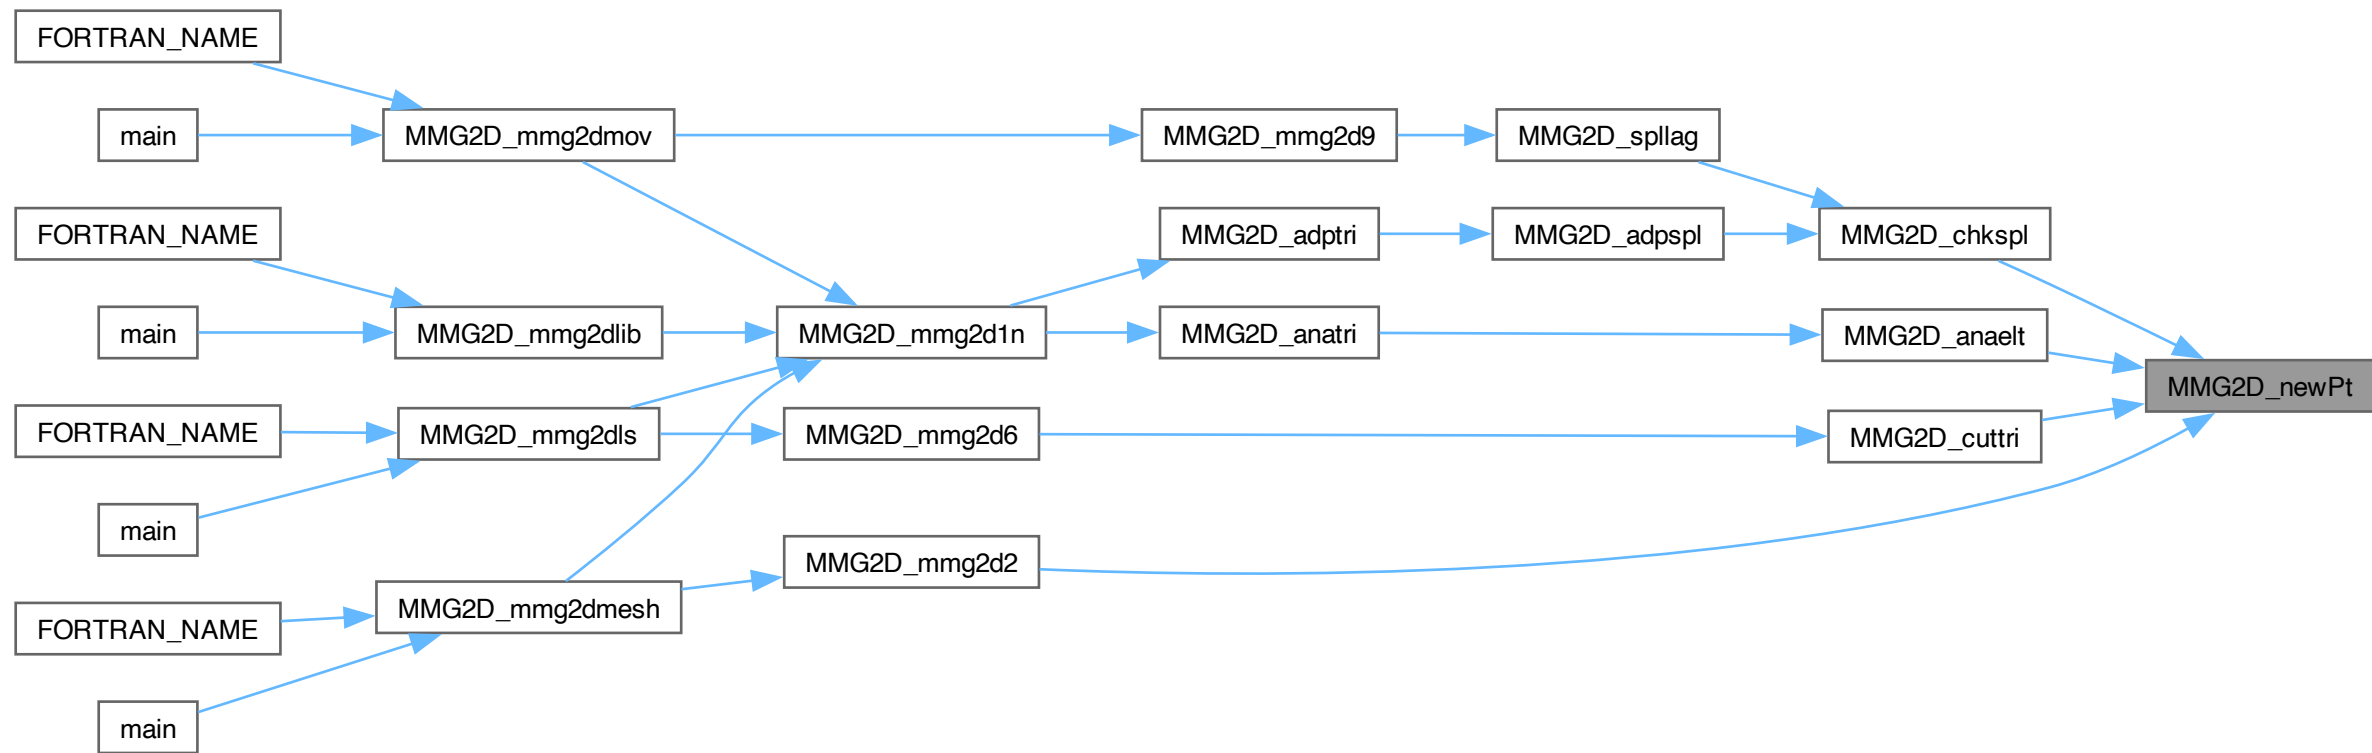 FORTRAN_NAME
main
MMG2D_mmg2dmov
MMG2D_mmg2d9
MMG2D_spllag
FORTRAN_NAME
MMG2D_adptri
MMG2D_adpspl
MMG2D_chkspl
main
MMG2D_mmg2dlib
MMG2D_mmg2d1n
MMG2D_anatri
MMG2D_anaelt
MMG2D_newPt
FORTRAN_NAME
MMG2D_mmg2dls
MMG2D_mmg2d6
MMG2D_cuttri
main
MMG2D_mmg2d2
MMG2D_mmg2dmesh
FORTRAN_NAME
main